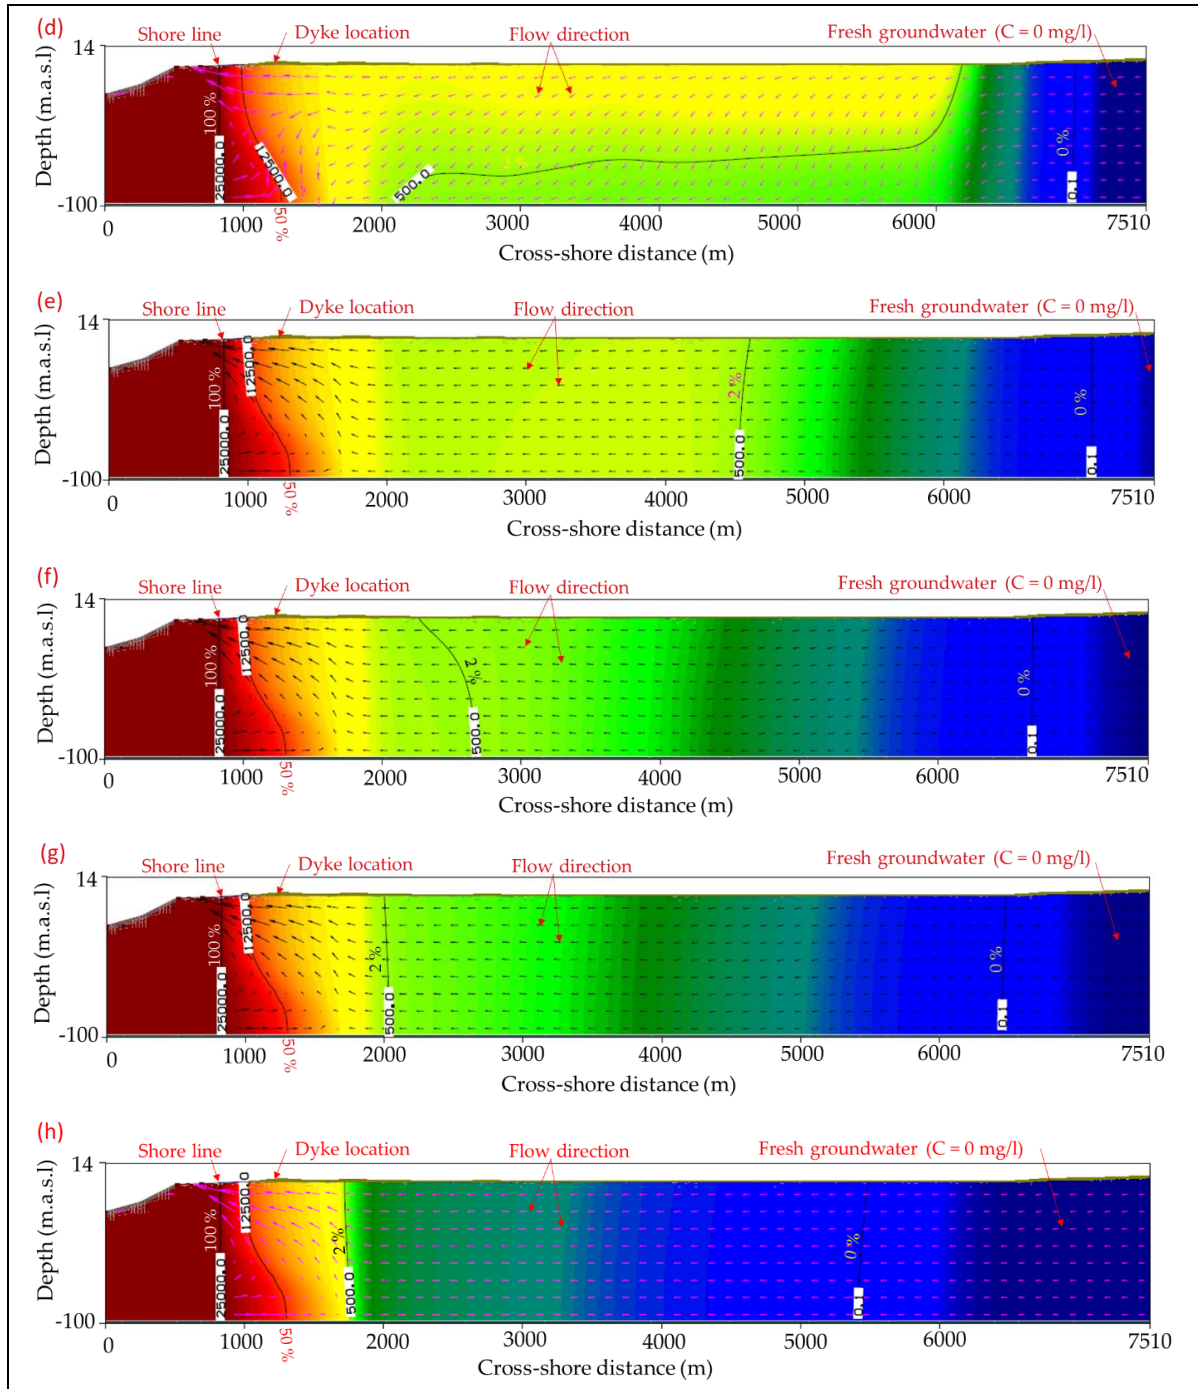 (d)
Shore line Dyke location Flow direction Fresh groundwater (C = 0 mg/l)
14
Depth (m.a.s.l)
-100
100 %
25000.0
12500.0
50 %
2 %
500.0
0 %
0.1
0 1000 2000 3000 4000 5000 6000 7510
Cross-shore distance (m)
(e)
Shore line Dyke location Flow direction Fresh groundwater (C = 0 mg/l)
14
Depth (m.a.s.l)
-100
100 %
25000.0
12500.0
50 %
2 %
500.0
0 %
0.1
0 1000 2000 3000 4000 5000 6000 7510
Cross-shore distance (m)
(f)
Shore line Dyke location Flow direction Fresh groundwater (C = 0 mg/l)
14
Depth (m.a.s.l)
-100
100 %
25000.0
12500.0
50 %
2 %
500.0
0 %
0.1
0 1000 2000 3000 4000 5000 6000 7510
Cross-shore distance (m)
(g)
Shore line Dyke location Flow direction Fresh groundwater (C = 0 mg/l)
14
Depth (m.a.s.l)
-100
100 %
25000.0
12500.0
50 %
2 %
500.0
0 %
0.1
0 1000 2000 3000 4000 5000 6000 7510
Cross-shore distance (m)
(h)
Shore line Dyke location Flow direction Fresh groundwater (C = 0 mg/l)
14
Depth (m.a.s.l)
-100
100 %
25000.0
12500.0
50 %
2 %
500.0
0 %
0.1
0 1000 2000 3000 4000 5000 6000 7510
Cross-shore distance (m)